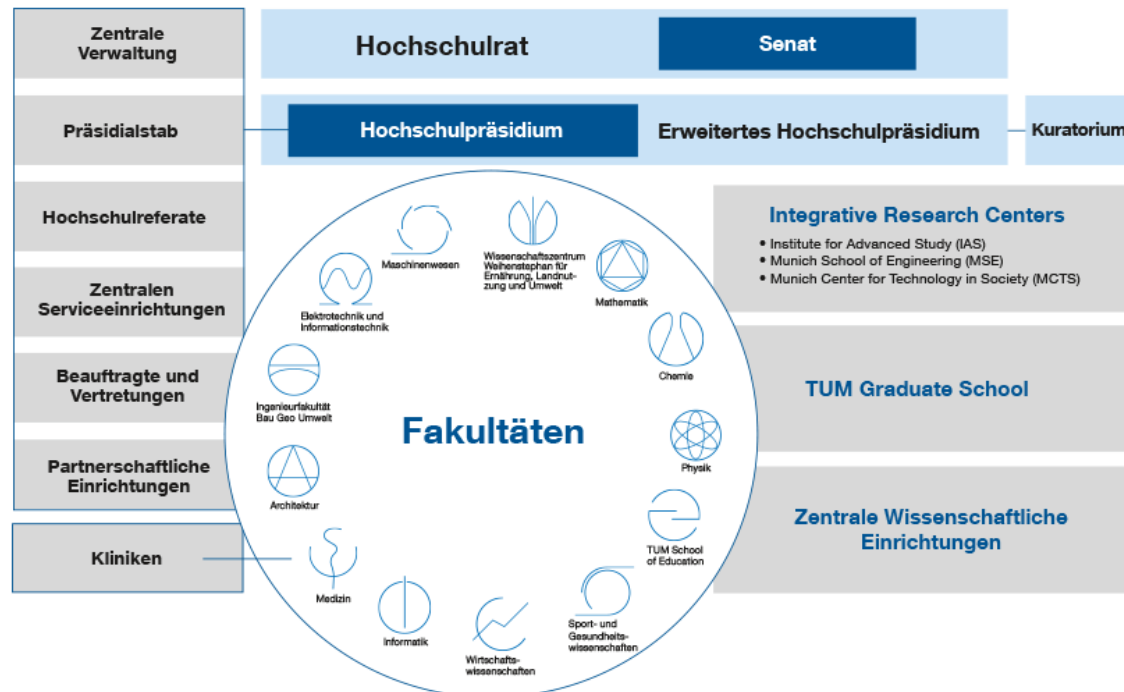 Zentrale
Verwaltung
Hochschulrat
Senat
Präsidialstab
Hochschulpräsidium
Erweitertes Hochschulpräsidium
Kuratorium
Hochschulreferate
Zentralen
Serviceeinrichtungen
Beauftragte und
Vertretungen
Partnerschaftliche
Einrichtungen
Kliniken
Maschinenwesen
Wissenschaftszentrum
Weihenstephan für
Ernährung, Landnut-
zung und Umwelt
Mathematik
Elektrotechnik und
Informationstechnik
Chemie
Ingenieurfakultät
Bau Geo Umwelt
Fakultäten
Physik
Architektur
TUM School
of Education
Medizin
Informatik
Wirtschafts-
wissenschaften
Sport- und
Gesundheits-
wissenschaften
Integrative Research Centers
• Institute for Advanced Study (IAS)
• Munich School of Engineering (MSE)
• Munich Center for Technology in Society (MCTS)
TUM Graduate School
Zentrale Wissenschaftliche
Einrichtungen